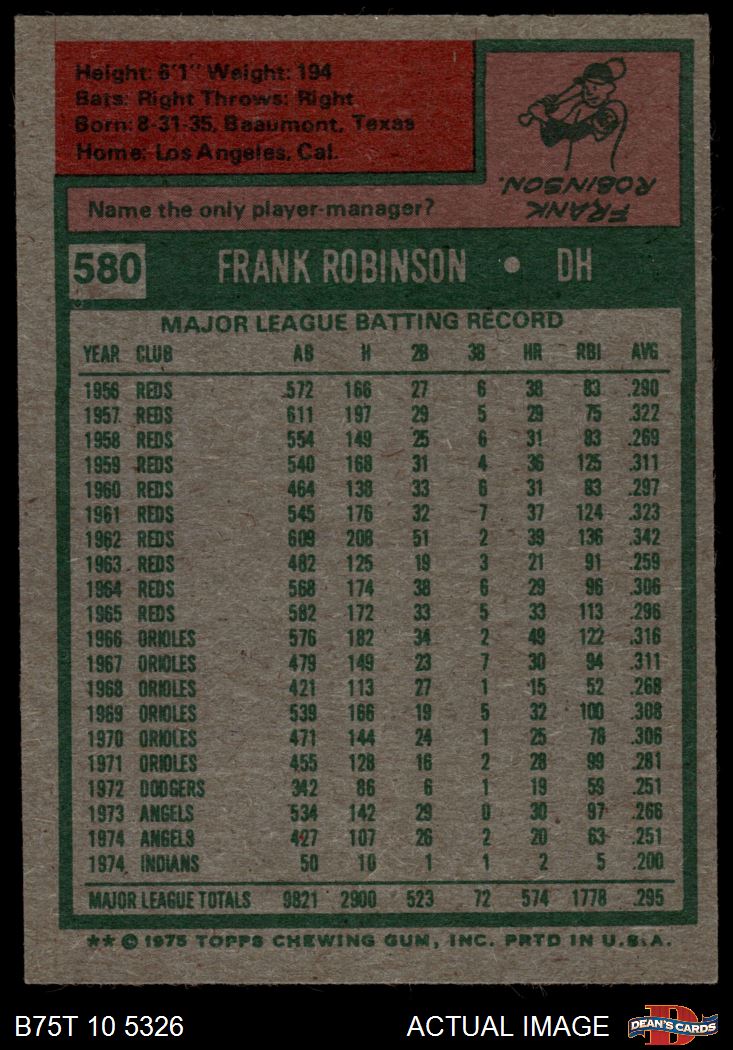 Height: 6'1" Weight: 194
Bats: Right Throws: Right
Born: 8-31-35, Beaumont, Texas
Home: Los Angeles, Cal.
Name the only player-manager?
FRANK
ROBINSON.
580 FRANK ROBINSON • DH
MAJOR LEAGUE BATTING RECORD
YEAR CLUB AB H 2B 3B HR RBI AVG
1956 REDS 572 166 27 6 38 83 .290
1957 REDS 611 197 29 5 29 75 .322
1958 REDS 554 149 25 6 31 83 .269
1959 REDS 540 168 31 4 36 125 .311
1960 REDS 464 138 33 6 31 83 .297
1961 REDS 545 176 32 7 37 124 .323
1962 REDS 609 208 51 2 39 136 .342
1963 REDS 482 125 19 3 21 91 .259
1964 REDS 568 174 38 6 29 96 .306
1965 REDS 582 172 33 5 33 113 .296
1966 ORIOLES 576 182 34 2 49 122 .316
1967 ORIOLES 479 149 23 7 30 94 .311
1968 ORIOLES 421 113 27 1 15 52 .268
1969 ORIOLES 539 166 19 5 32 100 .308
1970 ORIOLES 471 144 24 1 25 78 .306
1971 ORIOLES 455 128 16 2 28 99 .281
1972 DODGERS 342 86 6 1 19 59 .251
1973 ANGELS 534 142 29 0 30 97 .266
1974 ANGELS 427 107 26 2 20 63 .251
1974 INDIANS 50 10 1 1 2 5 .200
MAJOR LEAGUE TOTALS 9821 2900 523 72 574 1778 .295
** © 1975 TOPPS CHEWING GUM, INC. PRTD IN U.S.A.
B75T 10 5326 ACTUAL IMAGE DEAN'S CARDS